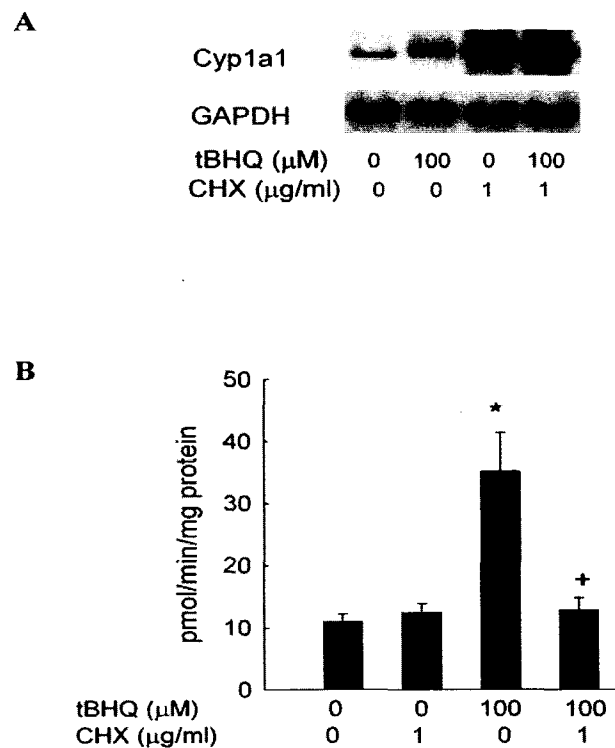 A
Cyp1a1
GAPDH
tBHQ (μM) 0 100 0 100
CHX (μg/ml) 0 0 1 1
B
50
*
40
30
20
+
10
0
pmol/min/mg protein
tBHQ (μM) 0 0 100 100
CHX (μg/ml) 0 1 0 1